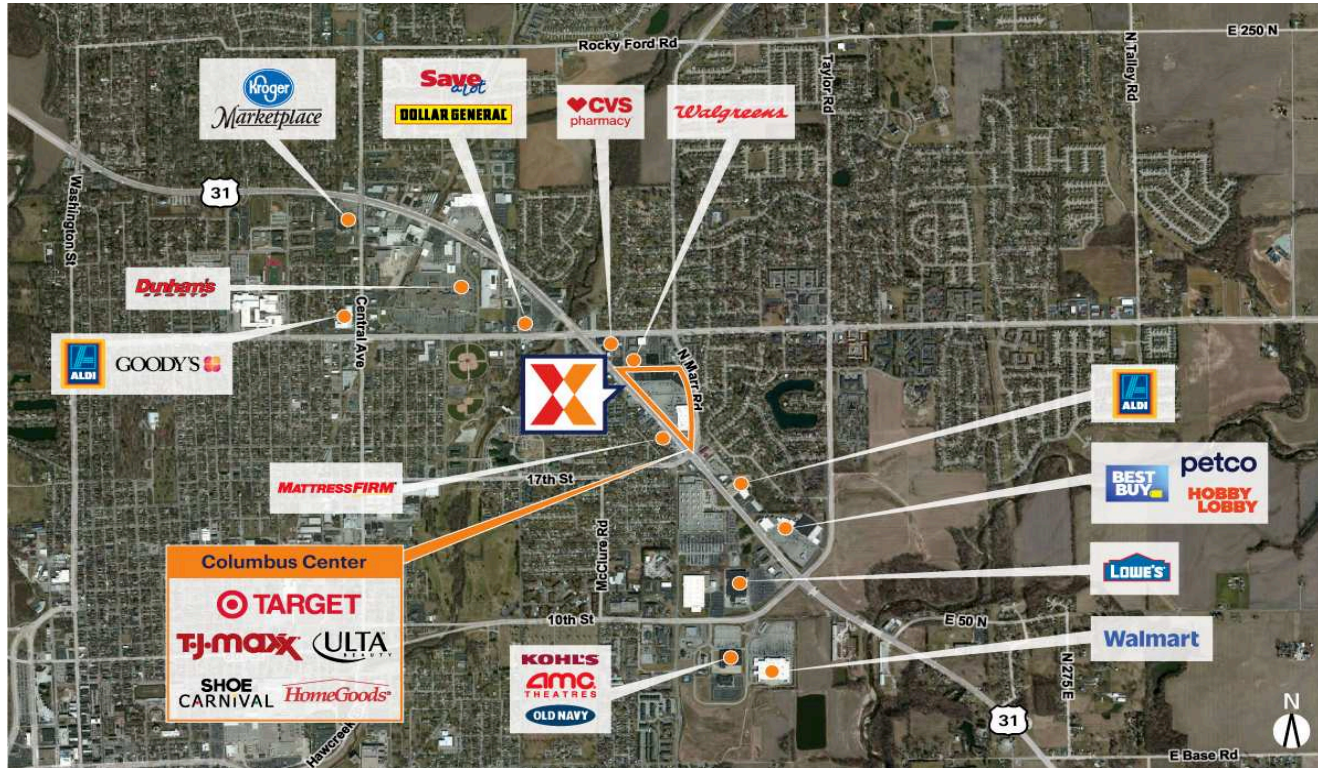 Rocky Ford Rd
E 250 N
N Talley Rd
Taylor Rd
Kroger
Marketplace
Save
a lot
DOLLAR GENERAL
CVS
pharmacy
Walgreens
31
Washington St
Dunham's
SPORTS
Central Ave
ALDI
GOODY'S
N Marr Rd
X
ALDI
MATTRESSFIRM
17th St
BEST
BUY
petco
HOBBY
LOBBY
McClure Rd
Columbus Center
TARGET
T·J·maxx
ULTA
BEAUTY
SHOE
CARNIVAL
HomeGoods
LOWE'S
10th St
E 50 N
Walmart
KOHL'S
amc
THEATRES
OLD NAVY
N 275 E
31
Hawcreek
N
E Base Rd